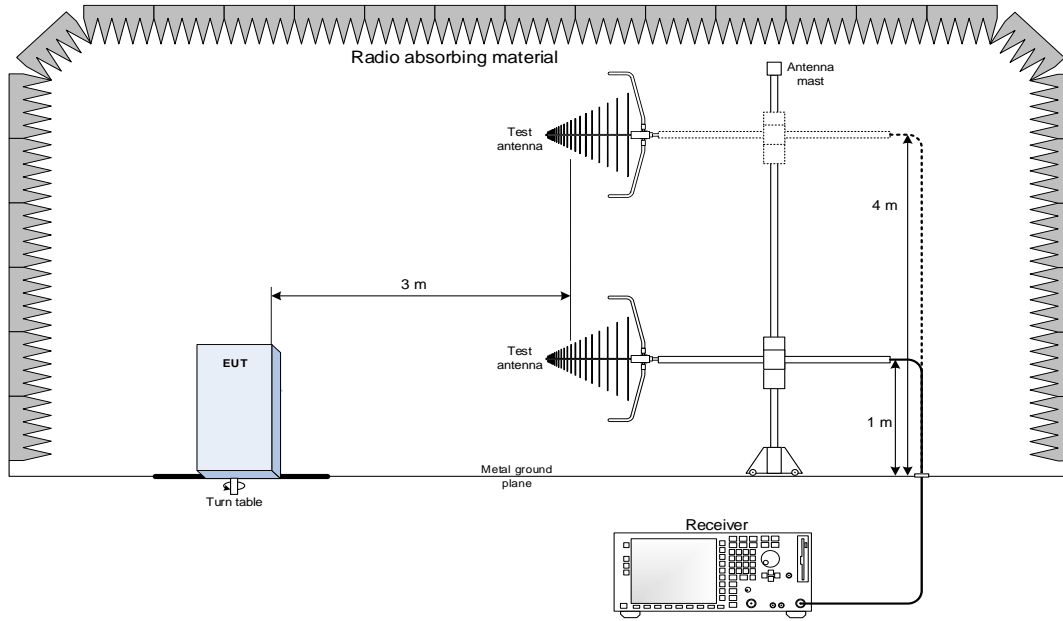 Radio absorbing material
Antenna
mast
Test
antenna
4 m
3 m
Test
antenna
EUT
1 m
Metal ground
plane
Turn table
Receiver